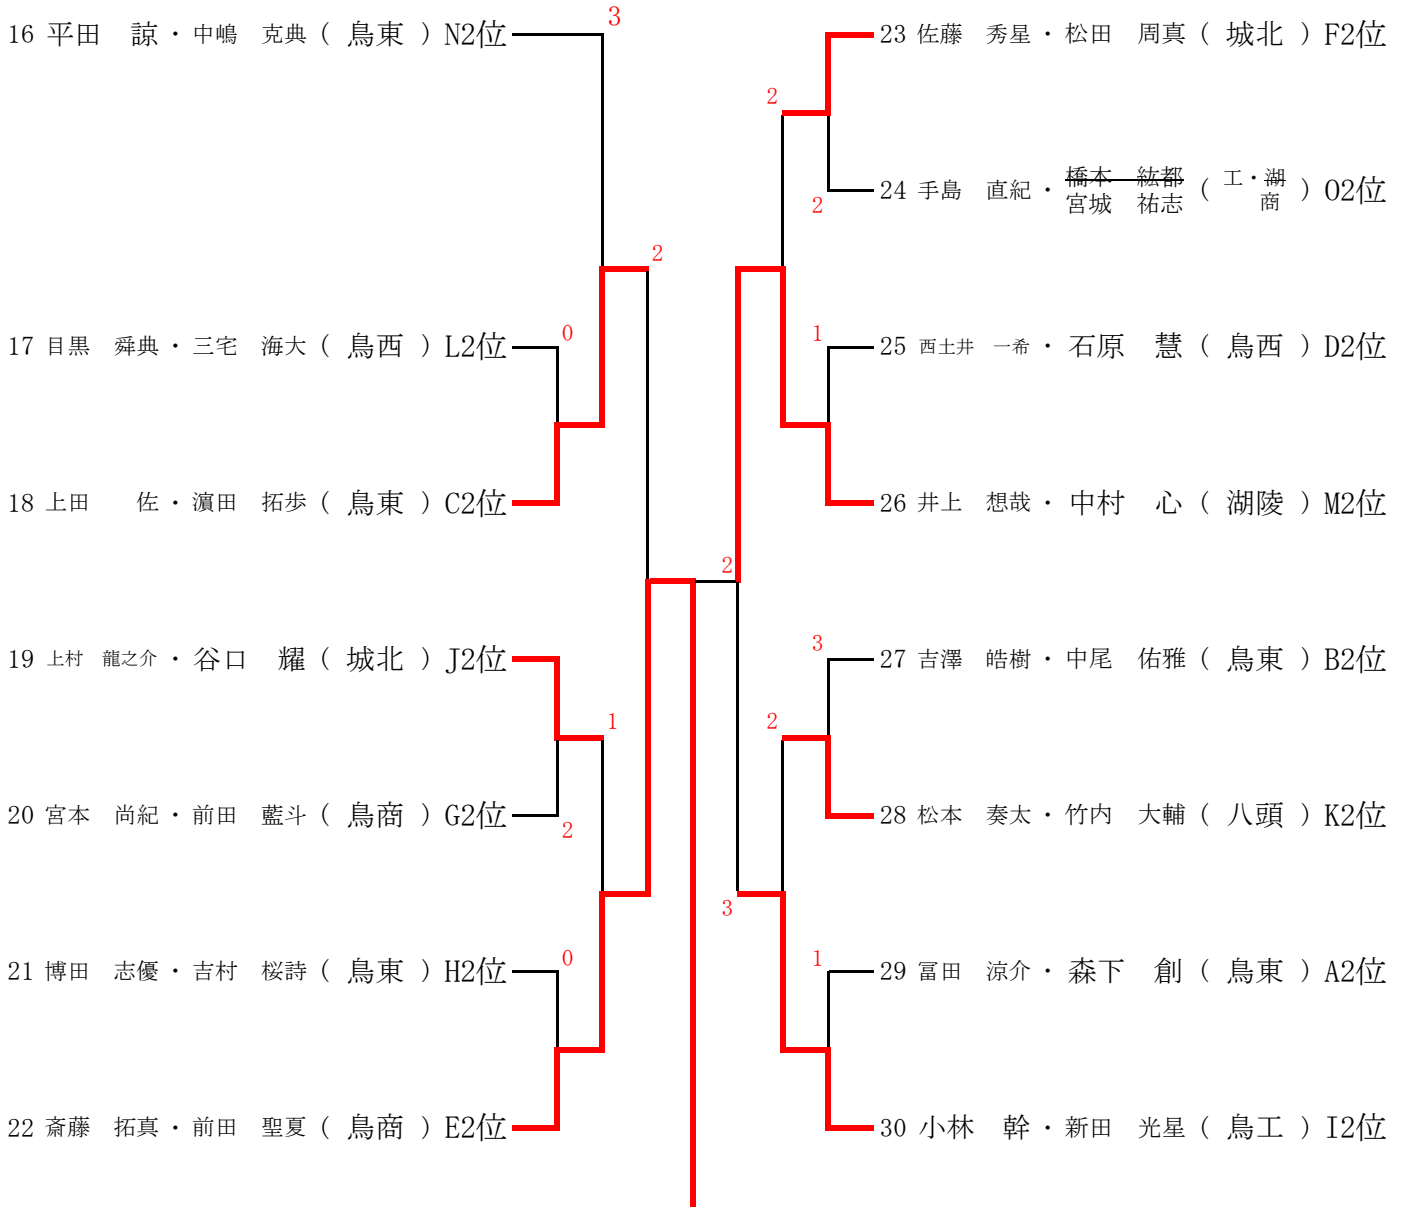 16 平田　諒・中嶋　克典 ( 鳥東 ) N2位
3
17 目黒　舜典・三宅　海大 ( 鳥西 ) L2位
0
2
18 上田　　佐・濵田　拓歩 ( 鳥東 ) C2位
19 上村　龍之介・谷口　耀 ( 城北 ) J2位
1
20 宮本　尚紀・前田　藍斗 ( 鳥商 ) G2位
2
21 博田　志優・吉村　桜詩 ( 鳥東 ) H2位
0
22 斎藤　拓真・前田　聖夏 ( 鳥商 ) E2位
23 佐藤　秀星・松田　周真 ( 城北 ) F2位
2
24 手島　直紀・橋本　紘都 ( 工・湖 ) O2位
宮城　祐志 商
2
25 西土井　一希・石原　慧 ( 鳥西 ) D2位
1
26 井上　想哉・中村　心 ( 湖陵 ) M2位
2
27 吉澤　皓樹・中尾　佑雅 ( 鳥東 ) B2位
3
2
28 松本　奏太・竹内　大輔 ( 八頭 ) K2位
3
29 冨田　涼介・森下　創 ( 鳥東 ) A2位
1
30 小林　幹・新田　光星 ( 鳥工 ) I2位